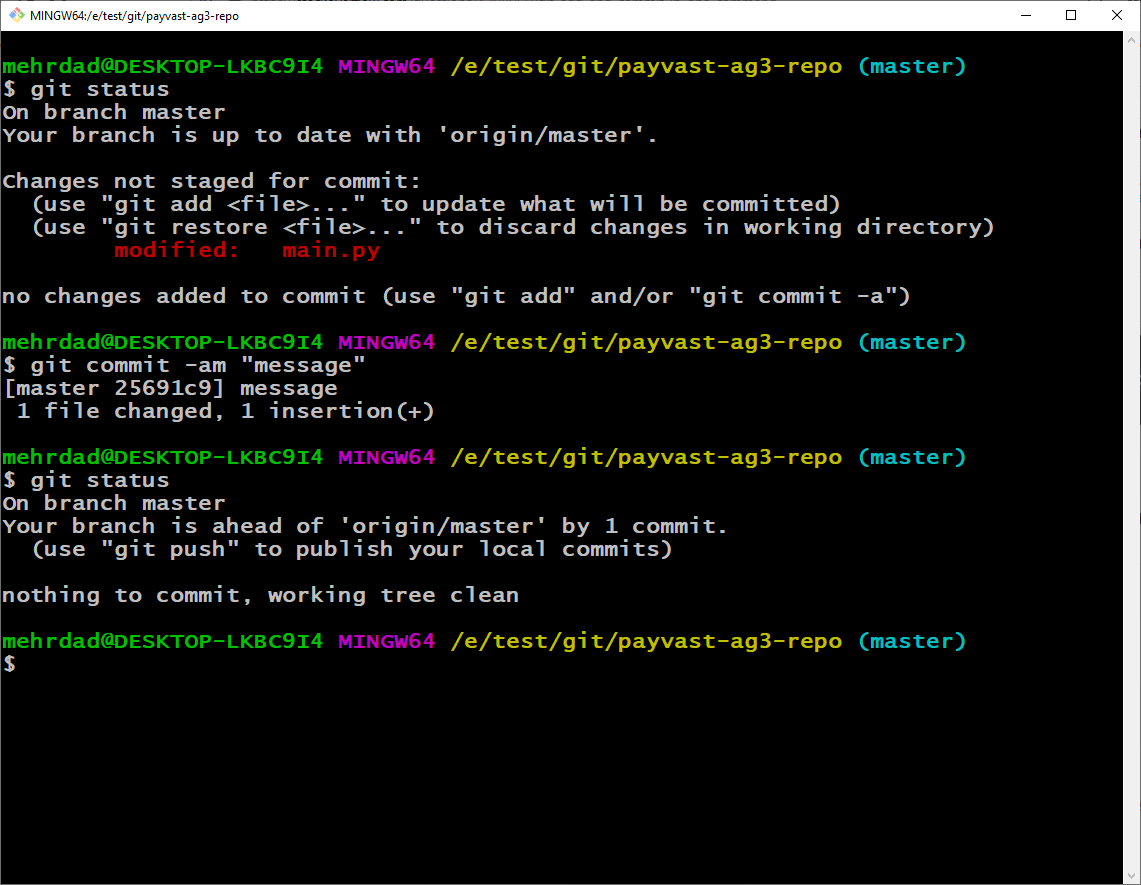 MINGW64:/e/test/git/payvast-ag3-repo
mehrdad@DESKTOP-LKBC9I4 MINGW64 /e/test/git/payvast-ag3-repo (master)
$ git status
On branch master
Your branch is up to date with 'origin/master'.
Changes not staged for commit:
  (use "git add <file>..." to update what will be committed)
  (use "git restore <file>..." to discard changes in working directory)
        modified:   main.py
no changes added to commit (use "git add" and/or "git commit -a")
mehrdad@DESKTOP-LKBC9I4 MINGW64 /e/test/git/payvast-ag3-repo (master)
$ git commit -am "message"
[master 25691c9] message
 1 file changed, 1 insertion(+)
mehrdad@DESKTOP-LKBC9I4 MINGW64 /e/test/git/payvast-ag3-repo (master)
$ git status
On branch master
Your branch is ahead of 'origin/master' by 1 commit.
  (use "git push" to publish your local commits)
nothing to commit, working tree clean
mehrdad@DESKTOP-LKBC9I4 MINGW64 /e/test/git/payvast-ag3-repo (master)
$